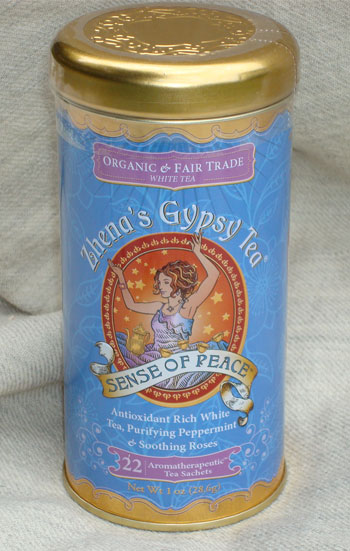 ORGANIC & FAIR TRADE
WHITE TEA
Zhena's Gypsy Tea®
SENSE OF PEACE
Antioxidant Rich White
Tea, Purifying Peppermint
& Soothing Roses
22 Aromatherapeutic
Tea Sachets
Net Wt 1 oz (28.6g)